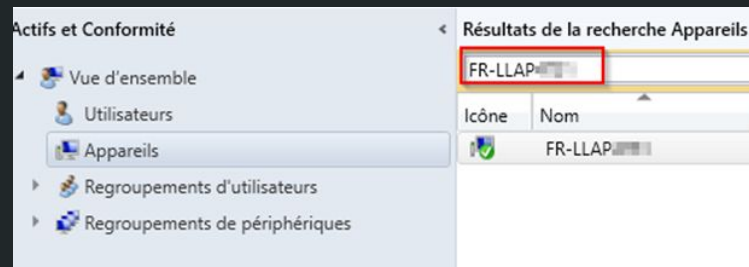 Actifs et Conformité
Vue d'ensemble
Utilisateurs
Appareils
Regroupements d'utilisateurs
Regroupements de périphériques
Résultats de la recherche Appareils
FR-LLAP
Icône Nom
FR-LLAP